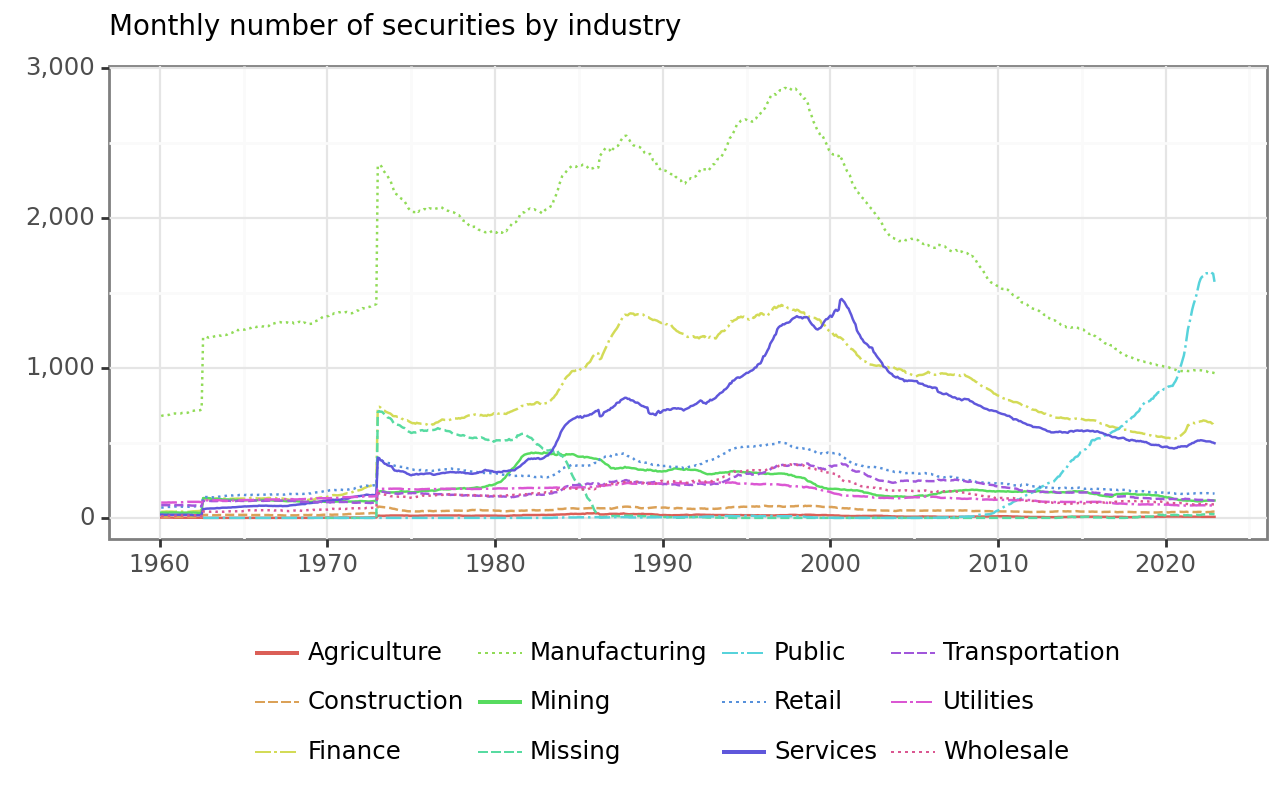 Monthly number of securities by industry
3,000
2,000
1,000
0
1960 1970 1980 1990 2000 2010 2020
Agriculture Manufacturing Public Transportation
Construction Mining Retail Utilities
Finance Missing Services Wholesale